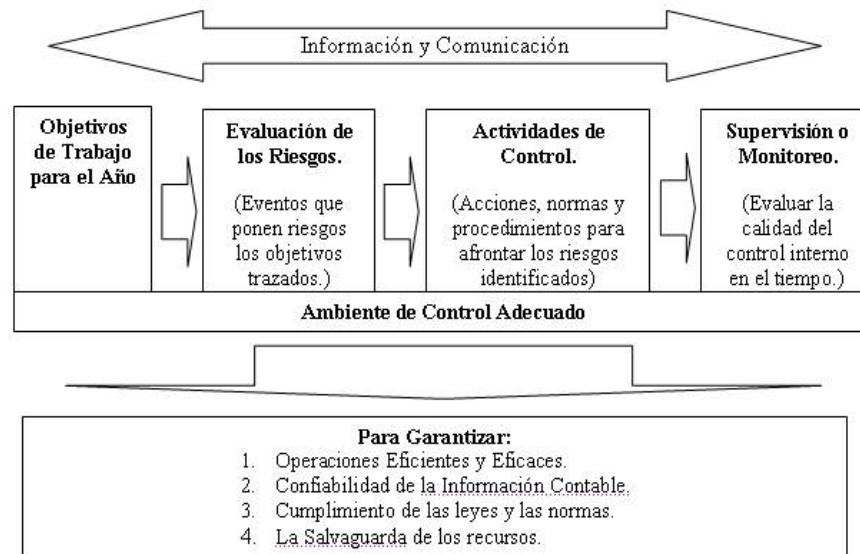 Información y Comunicación
Objetivos
de Trabajo
para el Año
Evaluación de
los Riesgos.
(Eventos que
ponen riesgos
los objetivos
trazados.)
Actividades de
Control.
(Acciones, normas y
procedimientos para
afrontar los riesgos
identificados)
Supervisión o
Monitoreo.
(Evaluar la
calidad del
control interno
en el tiempo.)
Ambiente de Control Adecuado
Para Garantizar:
1. Operaciones Eficientes y Eficaces.
2. Confiabilidad de la Información Contable.
3. Cumplimiento de las leyes y las normas.
4. La Salvaguarda de los recursos.